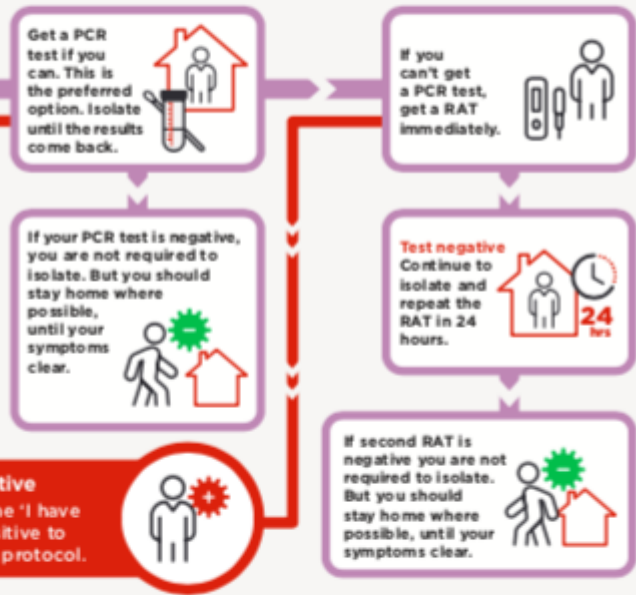 Get a PCR
test if you
can. This is
the preferred
option. Isolate
until the results
come back.
If you
can't get
a PCR test,
get a RAT
immediately.
If your PCR test is negative,
you are not required to
isolate. But you should
stay home where
possible,
until your
symptoms
clear.
Test negative
Continue to
isolate and
repeat the
RAT in 24
hours.
24
hrs
If second RAT is
negative you are not
required to isolate.
But you should
stay home where
possible, until your
symptoms clear.
tive
ne 'I have
sitive to
protocol.